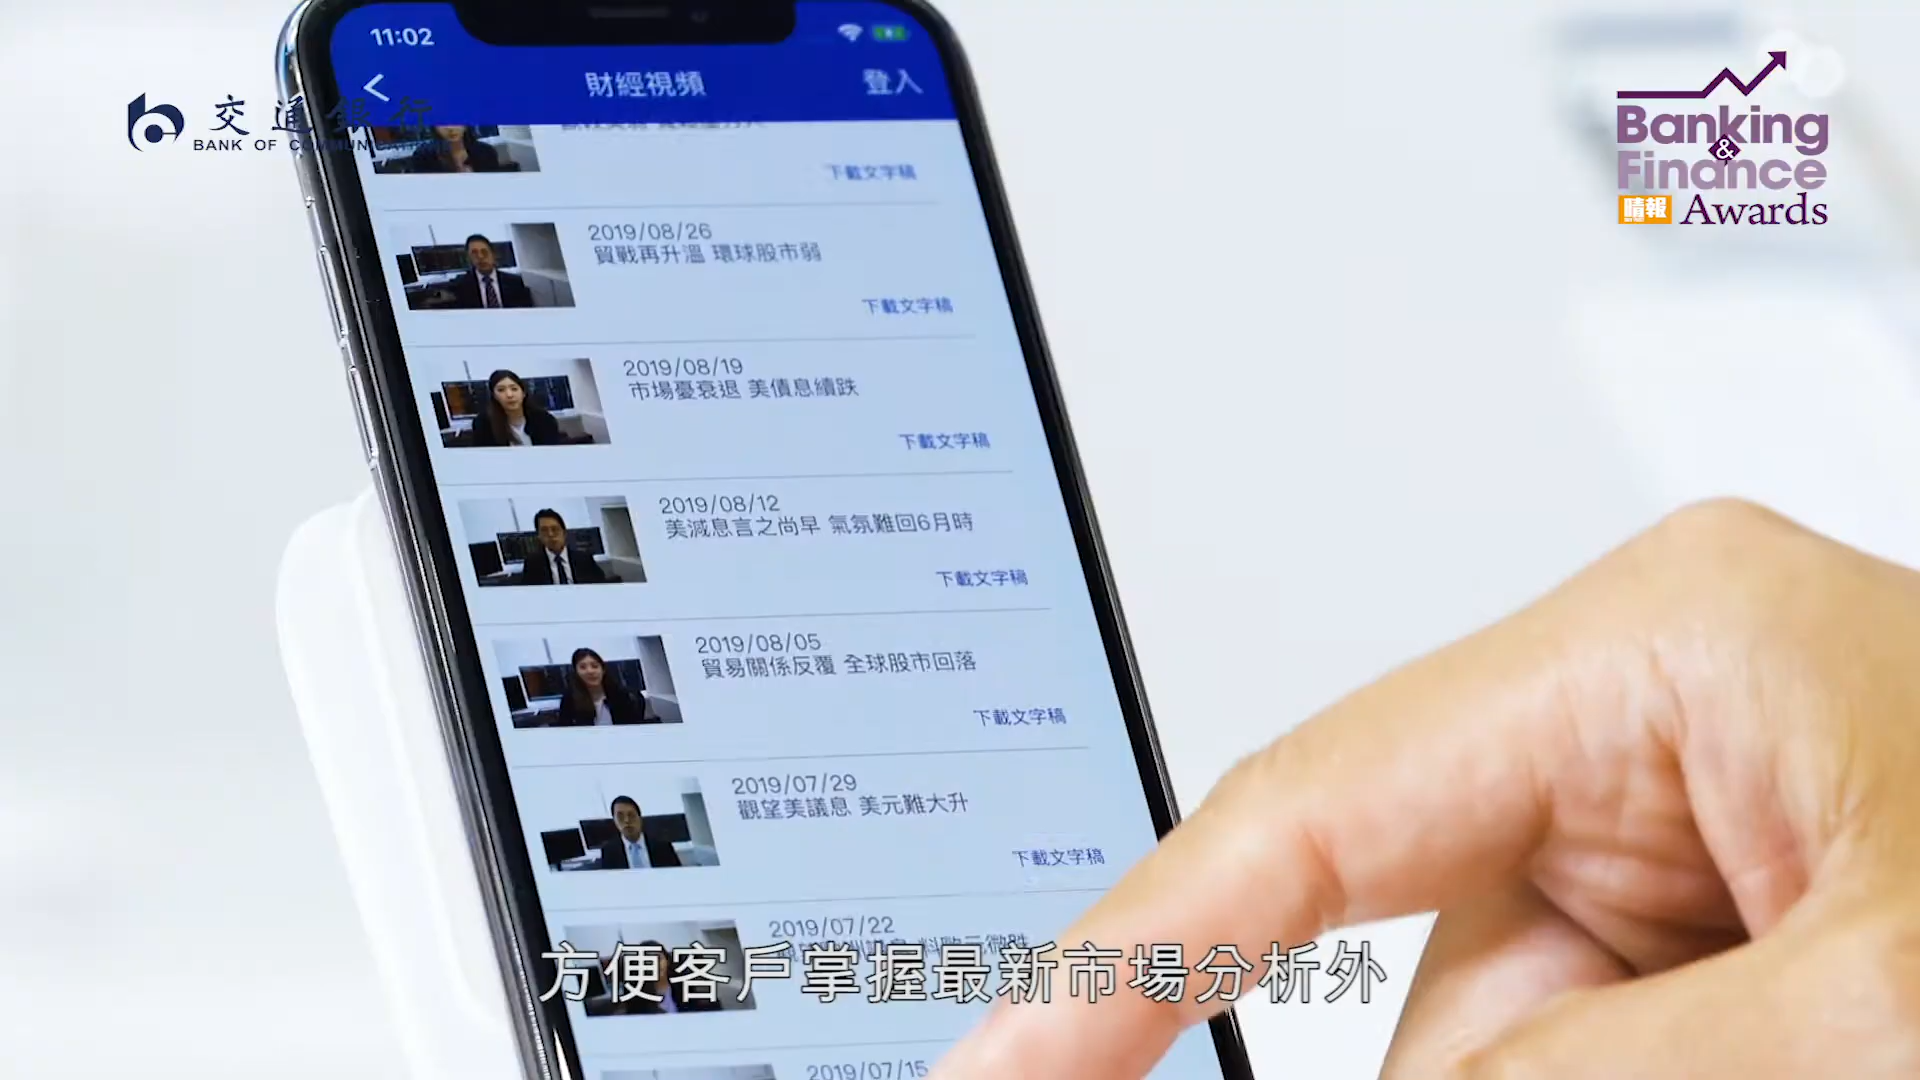 11:02
財經視頻
登入
交通銀行
BANK OF COMMUNICATIONS
Banking
&
Finance
晴報 Awards
下載文字稿
2019/08/26
貿戰再升溫 環球股市弱
下載文字稿
2019/08/19
市場憂衰退 美債息續跌
下載文字稿
2019/08/12
美減息言之尚早 氣氛難回6月時
下載文字稿
2019/08/05
貿易關係反覆 全球股市回落
下載文字稿
2019/07/29
觀望美議息 美元難大升
下載文字稿
2019/07/22
方便客戶掌握最新市場分析外
2019/07/15